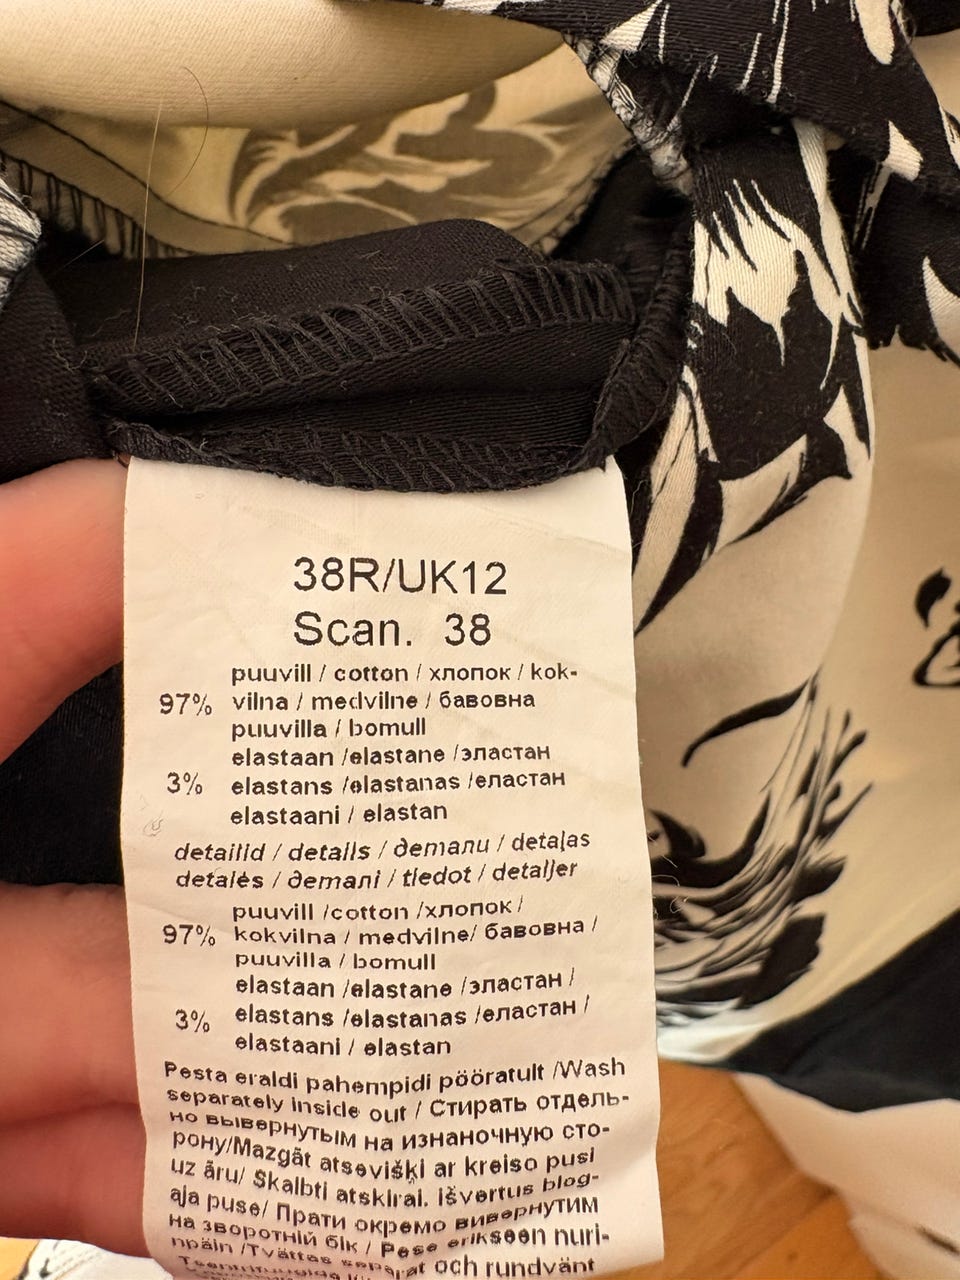 38R/UK12
Scan. 38
puuvill / cotton / хлопок / kok-
97% vilna / medvilne / бавовна
puuvilla / bomull
elastaan /elastane /эластан
3% elastans /elastanas /еластан
elastaani / elastan
detailid / details / детали / detaļas
detalės / деталі / tiedot / detaljer
puuvill /cotton /хлопок /
97% kokvilna / medvilne/ бавовна /
puuvilla / bomull
elastaan /elastane /эластан /
3% elastans /elastanas /еластан /
elastaani / elastan
Pesta eraldi pahempidi pööratult /Wash
separately inside out / Стирать отдель-
но вывернутым на изнаночную сто-
рону/Mazgāt atsevišķi ar kreiso pusi
uz āru/ Skalbti atskirai. išvertus blog-
aja puse/ Прати окремо вивернутим
на зворотній бік / Pese erikseen nuri-
npäin /Tvättas separat och rundvänt